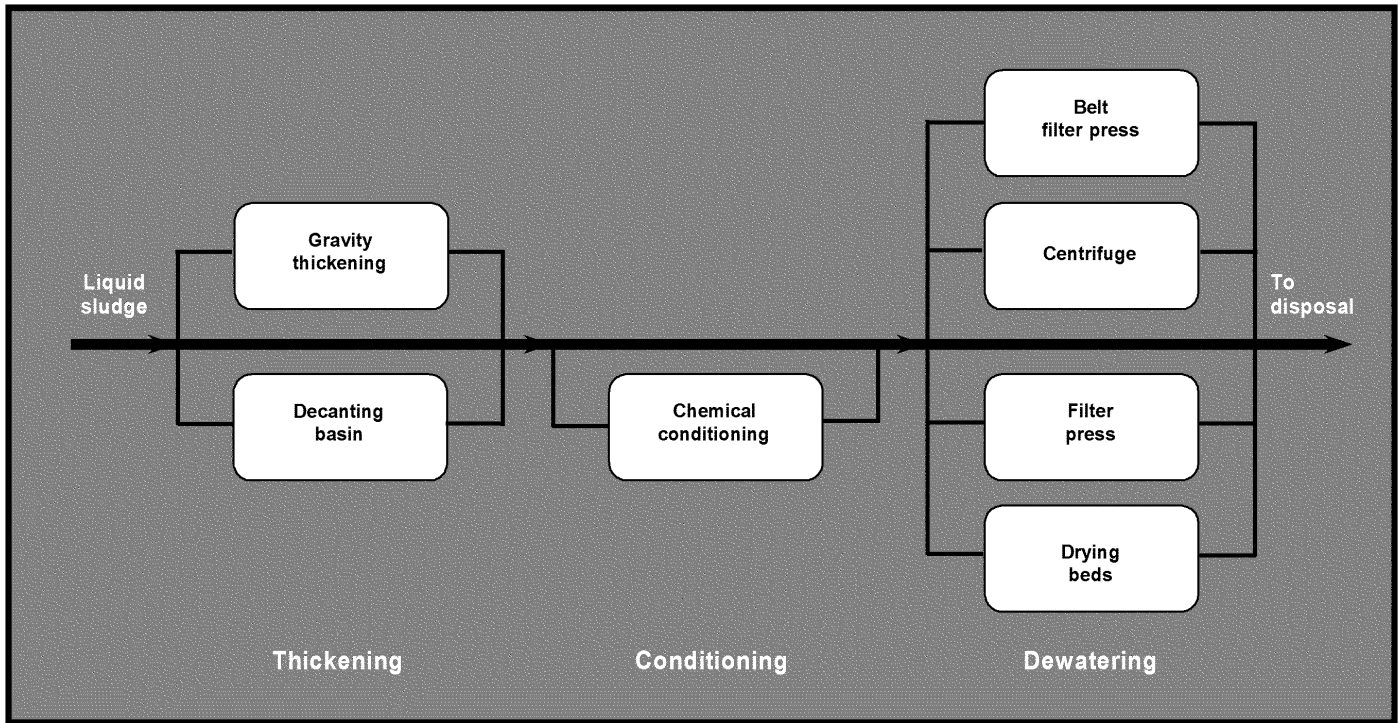 Liquid
sludge
Gravity
thickening
Decanting
basin
Chemical
conditioning
Belt
filter press
Centrifuge
Filter
press
Drying
beds
To
disposal
Thickening
Conditioning
Dewatering